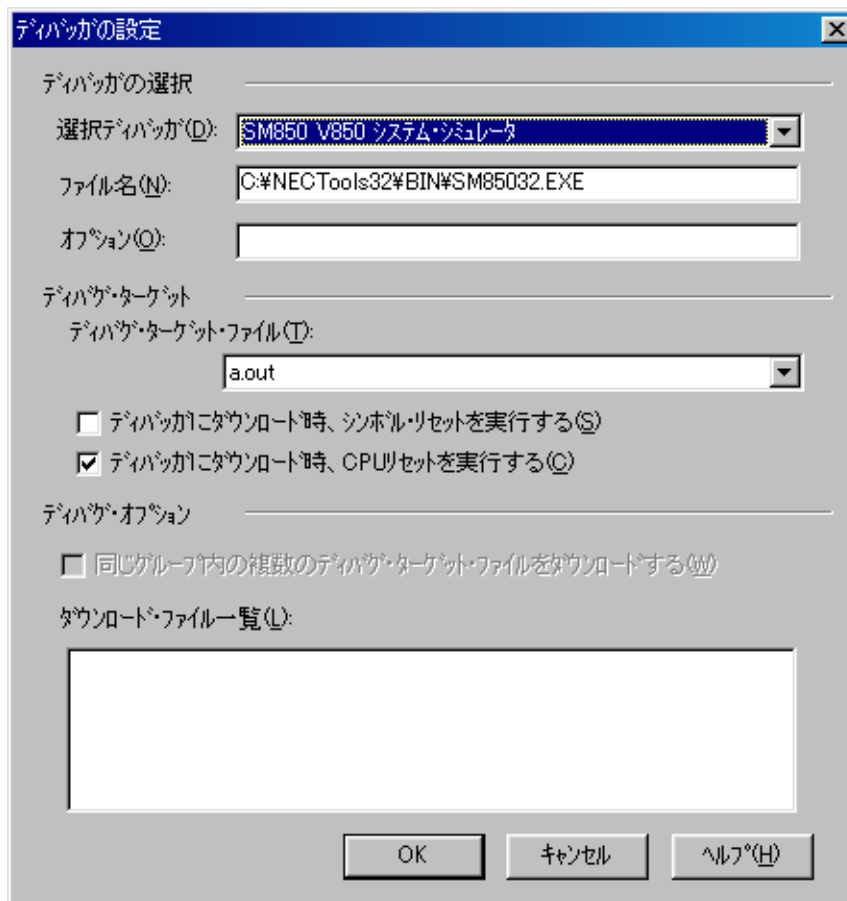 ﾃﾞｨﾊﾞｯｶﾞの設定
ﾃﾞｨﾊﾞｯｶﾞの選択
選択ﾃﾞｨﾊﾞｯｶﾞ(D):
SM850 V850 ｼｽﾃﾑ･ｼﾐｭﾚｰﾀ
ﾌｧｲﾙ名(N):
C:¥NECTools32¥BIN¥SM85032.EXE
ｵﾌﾟｼｮﾝ(O):
ﾃﾞｨﾊﾞｸﾞ･ﾀｰｹﾞｯﾄ
ﾃﾞｨﾊﾞｸﾞ･ﾀｰｹﾞｯﾄ･ﾌｧｲﾙ(T):
a.out
ﾃﾞｨﾊﾞｯｶﾞにﾀﾞｳﾝﾛｰﾄﾞ時、ｼﾝﾎﾞﾙ･ﾘｾｯﾄを実行する(S)
ﾃﾞｨﾊﾞｯｶﾞにﾀﾞｳﾝﾛｰﾄﾞ時、CPUﾘｾｯﾄを実行する(C)
ﾃﾞｨﾊﾞｸﾞ･ｵﾌﾟｼｮﾝ
同じｸﾞﾙｰﾌﾟ内の複数のﾃﾞｨﾊﾞｸﾞ･ﾀｰｹﾞｯﾄ･ﾌｧｲﾙをﾀﾞｳﾝﾛｰﾄﾞする(W)
ﾀﾞｳﾝﾛｰﾄﾞ･ﾌｧｲﾙ一覧(L):
OK ｷｬﾝｾﾙ ﾍﾙﾌﾟ(H)